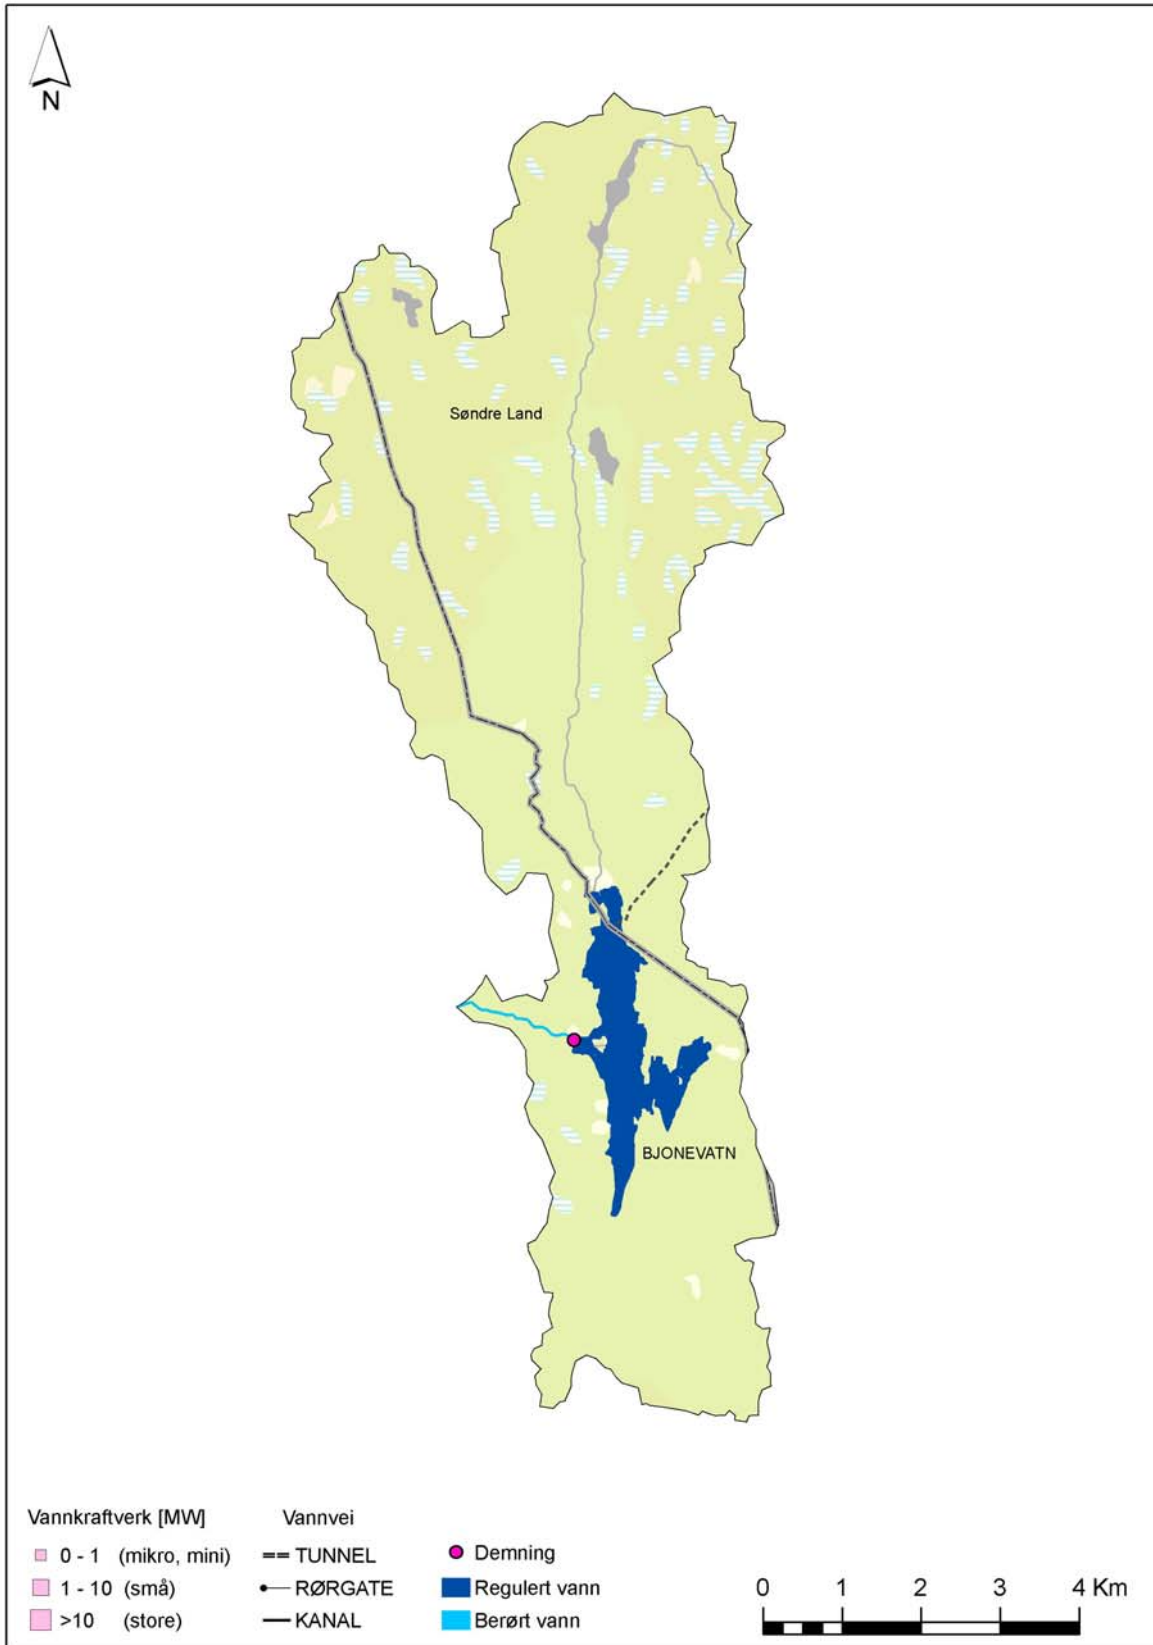 N
Søndre Land
BJONEVATN
Vannkraftverk [MW]
0 - 1 (mikro, mini)
1 - 10 (små)
>10 (store)
Vannvei
TUNNEL
RØRGATE
KANAL
Demning
Regulert vann
Berørt vann
0 1 2 3 4 Km